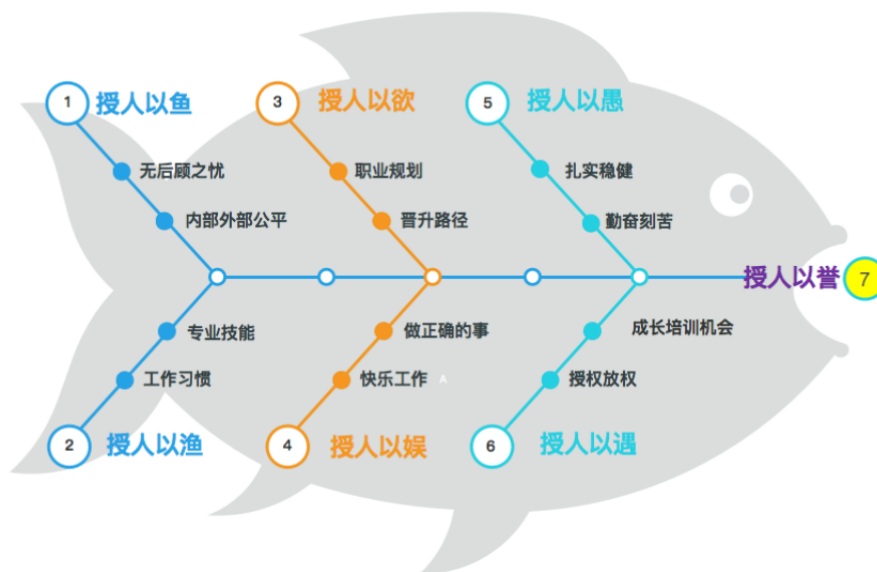 1 授人以鱼
无后顾之忧
内部外部公平
3 授人以欲
职业规划
晋升路径
5 授人以愚
扎实稳健
勤奋刻苦
授人以誉 7
专业技能
工作习惯
2 授人以渔
做正确的事
快乐工作 A
4 授人以娱
成长培训机会
授权放权
6 授人以遇